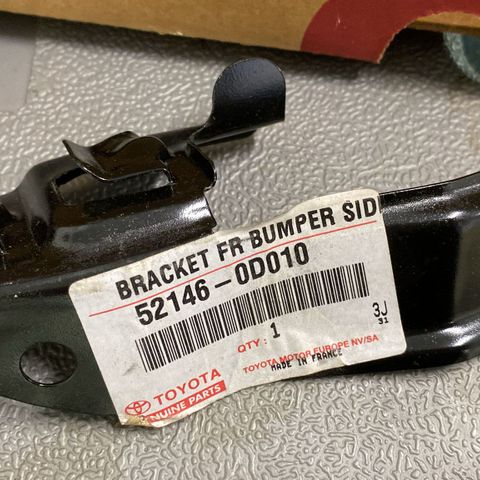 BRACKET FR BUMPER SID
52146-0D010
QTY: 1
3J
31
TOYOTA MOTOR EUROPE NV/SA
MADE IN FRANCE
TOYOTA
NUINE PARTS